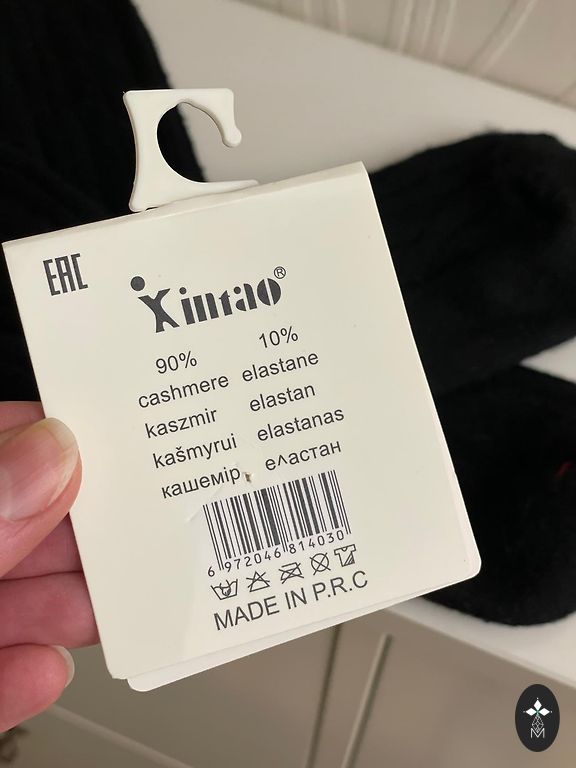 EAC
Xintao®
90% 10%
cashmere elastane
kaszmir elastan
kašmyrui elastanas
кашемір еластан
6 972046 814030
MADE IN P.R.C
M